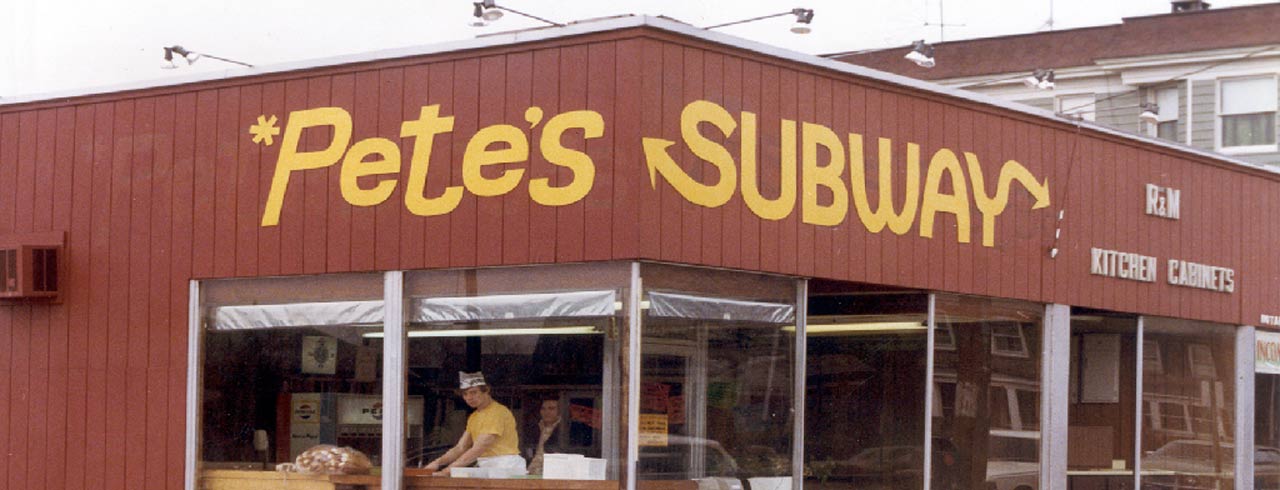 *Pete's SUBWAY
R&M
KITCHEN CABINETS